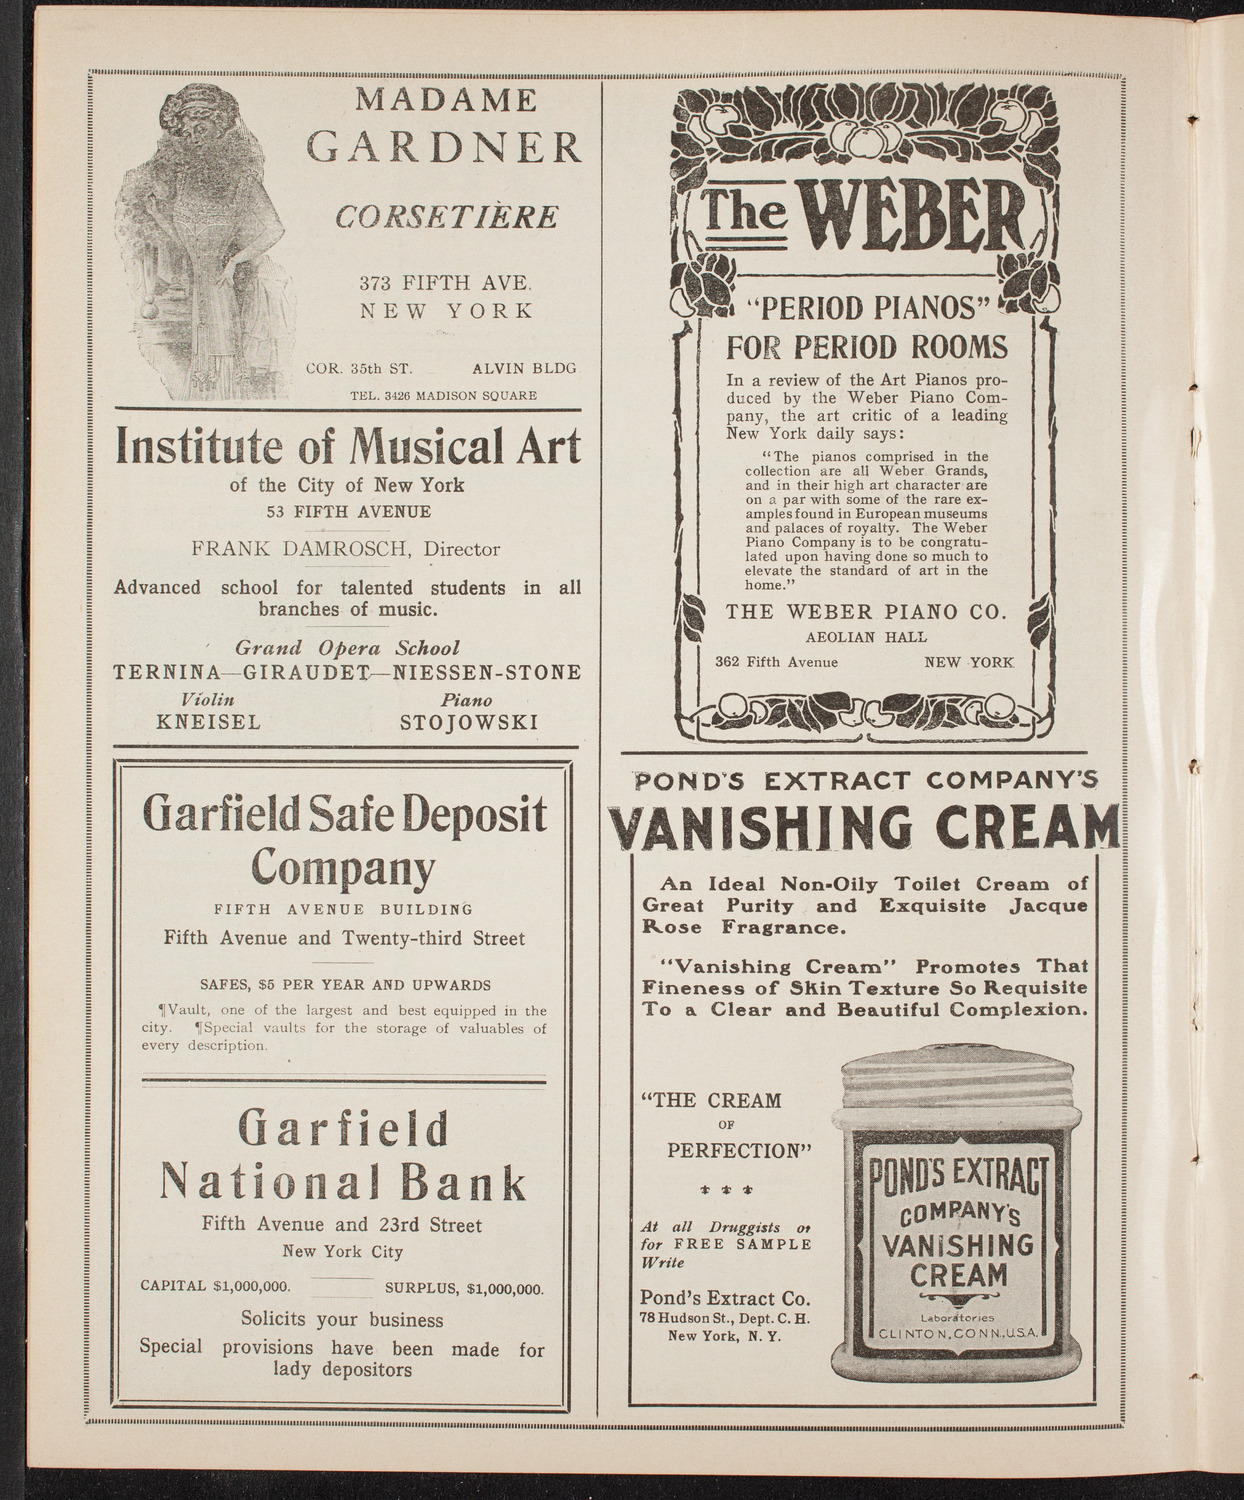 MADAME
GARDNER
CORSETIÈRE
373 FIFTH AVE.
NEW YORK
COR. 35th ST. ALVIN BLDG
TEL. 3426 MADISON SQUARE
Institute of Musical Art
of the City of New York
53 FIFTH AVENUE
FRANK DAMROSCH, Director
Advanced school for talented students in all
branches of music.
Grand Opera School
TERNINA—GIRAUDET—NIESSEN-STONE
Violin Piano
KNEISEL STOJOWSKI
Garfield Safe Deposit
Company
FIFTH AVENUE BUILDING
Fifth Avenue and Twenty-third Street
SAFES, $5 PER YEAR AND UPWARDS
¶Vault, one of the largest and best equipped in the
city. ¶Special vaults for the storage of valuables of
every description.
Garfield
National Bank
Fifth Avenue and 23rd Street
New York City
CAPITAL $1,000,000. SURPLUS, $1,000,000.
Solicits your business
Special provisions have been made for
lady depositors
The WEBER
"PERIOD PIANOS"
FOR PERIOD ROOMS
In a review of the Art Pianos pro-
duced by the Weber Piano Com-
pany, the art critic of a leading
New York daily says:
"The pianos comprised in the
collection are all Weber Grands,
and in their high art character are
on a par with some of the rare ex-
amples found in European museums
and palaces of royalty. The Weber
Piano Company is to be congratu-
lated upon having done so much to
elevate the standard of art in the
home."
THE WEBER PIANO CO.
AEOLIAN HALL
362 Fifth Avenue NEW YORK
POND'S EXTRACT COMPANY'S
VANISHING CREAM
An Ideal Non-Oily Toilet Cream of
Great Purity and Exquisite Jacque
Rose Fragrance.
"Vanishing Cream" Promotes That
Fineness of Skin Texture So Requisite
To a Clear and Beautiful Complexion.
"THE CREAM
OF
PERFECTION"
At all Druggists or
for FREE SAMPLE
Write
Pond's Extract Co.
78 Hudson St., Dept. C. H.
New York, N. Y.
POND'S EXTRACT
COMPANY'S
VANISHING
CREAM
Laboratories
CLINTON, CONN., U.S.A.